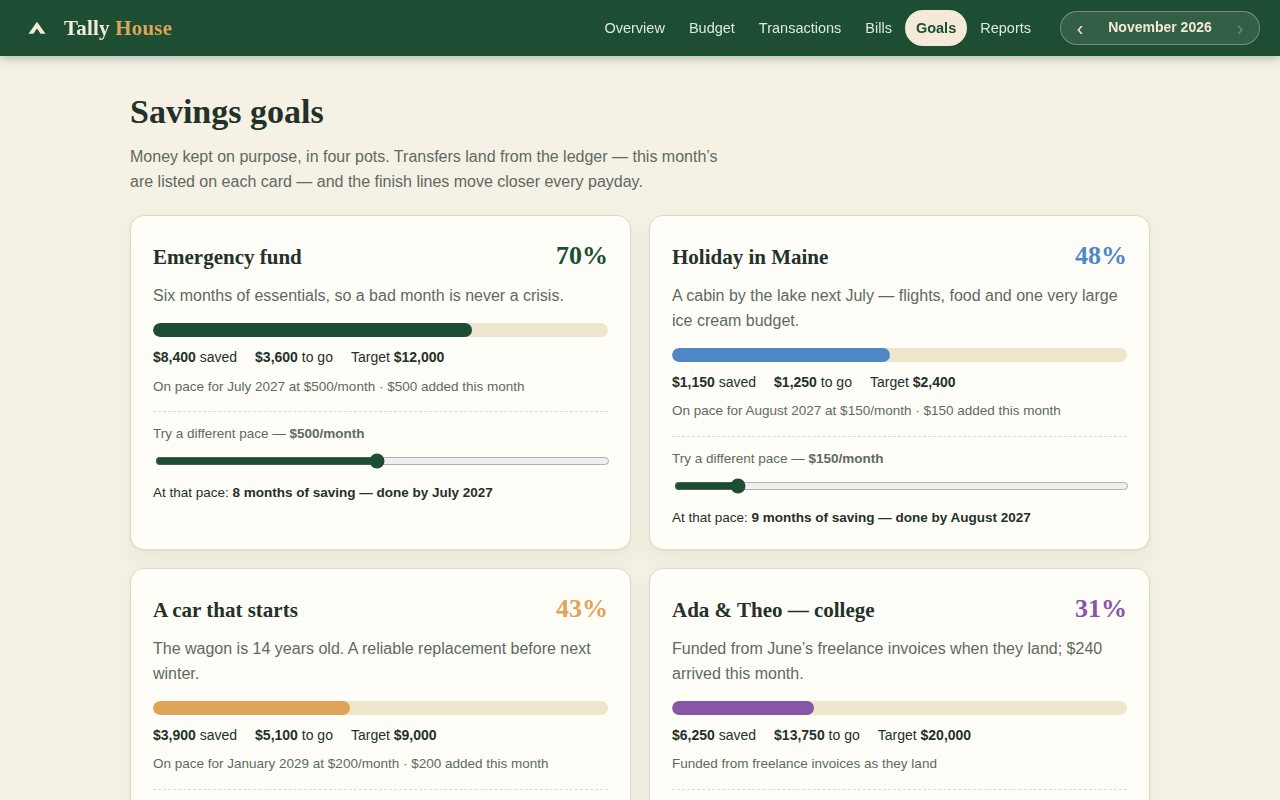 Tally House
Overview Budget Transactions Bills Goals Reports ‹ November 2026 ›
Savings goals
Money kept on purpose, in four pots. Transfers land from the ledger — this month’s
are listed on each card — and the finish lines move closer every payday.
Emergency fund 70%
Six months of essentials, so a bad month is never a crisis.
$8,400 saved $3,600 to go Target $12,000
On pace for July 2027 at $500/month · $500 added this month
Try a different pace — $500/month
At that pace: 8 months of saving — done by July 2027
Holiday in Maine 48%
A cabin by the lake next July — flights, food and one very large
ice cream budget.
$1,150 saved $1,250 to go Target $2,400
On pace for August 2027 at $150/month · $150 added this month
Try a different pace — $150/month
At that pace: 9 months of saving — done by August 2027
A car that starts 43%
The wagon is 14 years old. A reliable replacement before next
winter.
$3,900 saved $5,100 to go Target $9,000
On pace for January 2029 at $200/month · $200 added this month
Ada & Theo — college 31%
Funded from June’s freelance invoices when they land; $240
arrived this month.
$6,250 saved $13,750 to go Target $20,000
Funded from freelance invoices as they land